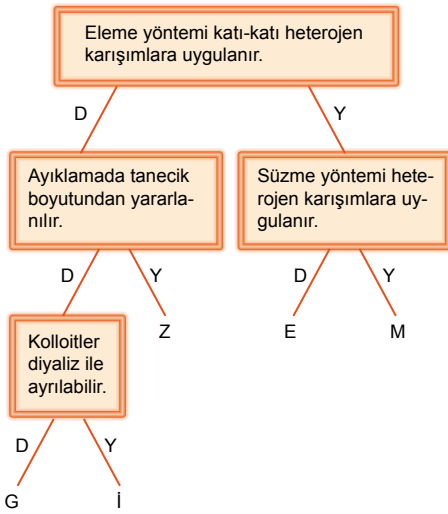 Eleme yöntemi katı-katı heterojen
karışımlara uygulanır.
D
Y
Ayıklamada tanecik
boyutundan yararla-
nılır.
Süzme yöntemi hete-
rojen karışımlara uy-
gulanır.
D
Y
D
Y
Z
E
M
Kolloitler
diyaliz ile
ayrılabilir.
D
Y
G
İ